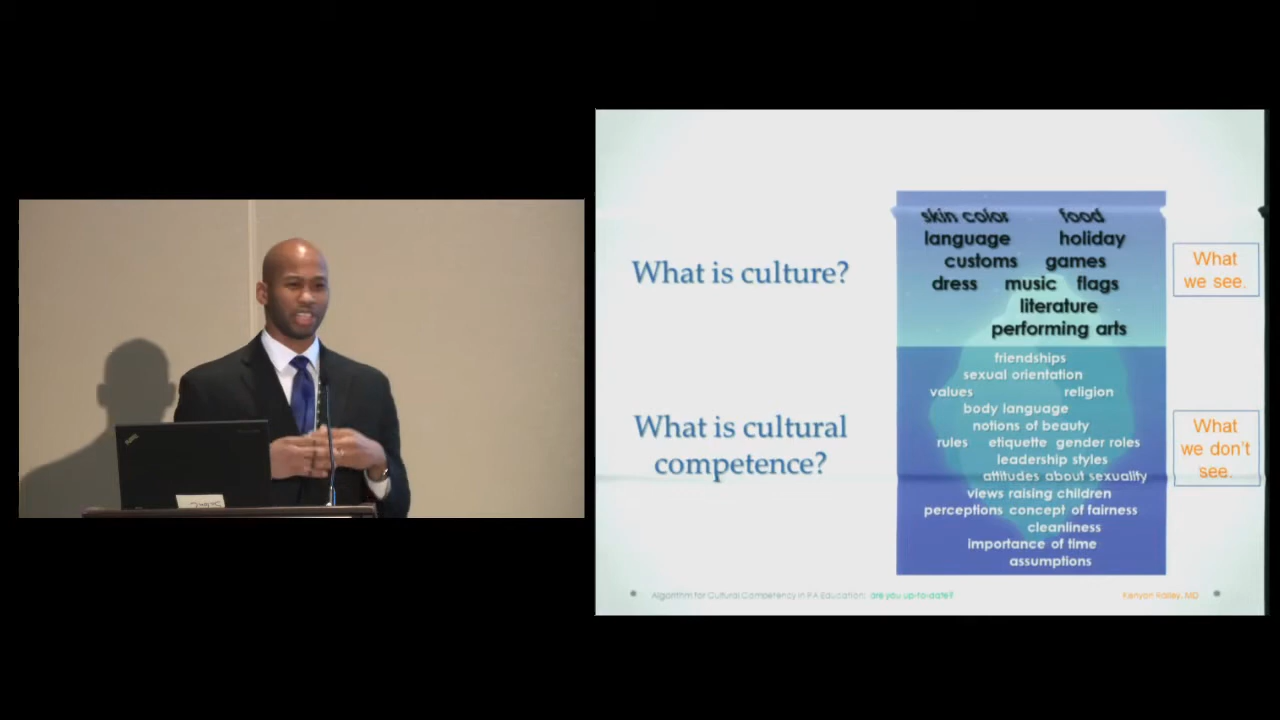 What is culture?
What is cultural
competence?
skin color food
language holiday
customs games
dress music flags
literature
performing arts
friendships
sexual orientation
values religion
body language
notions of beauty
rules etiquette gender roles
leadership styles
attitudes about sexuality
views raising children
perceptions concept of fairness
cleanliness
importance of time
assumptions
What
we see.
What
we don't
see.
Algorithm for Cultural Competency in PA Education: are you up-to-date?
Kenyon Railey, MD